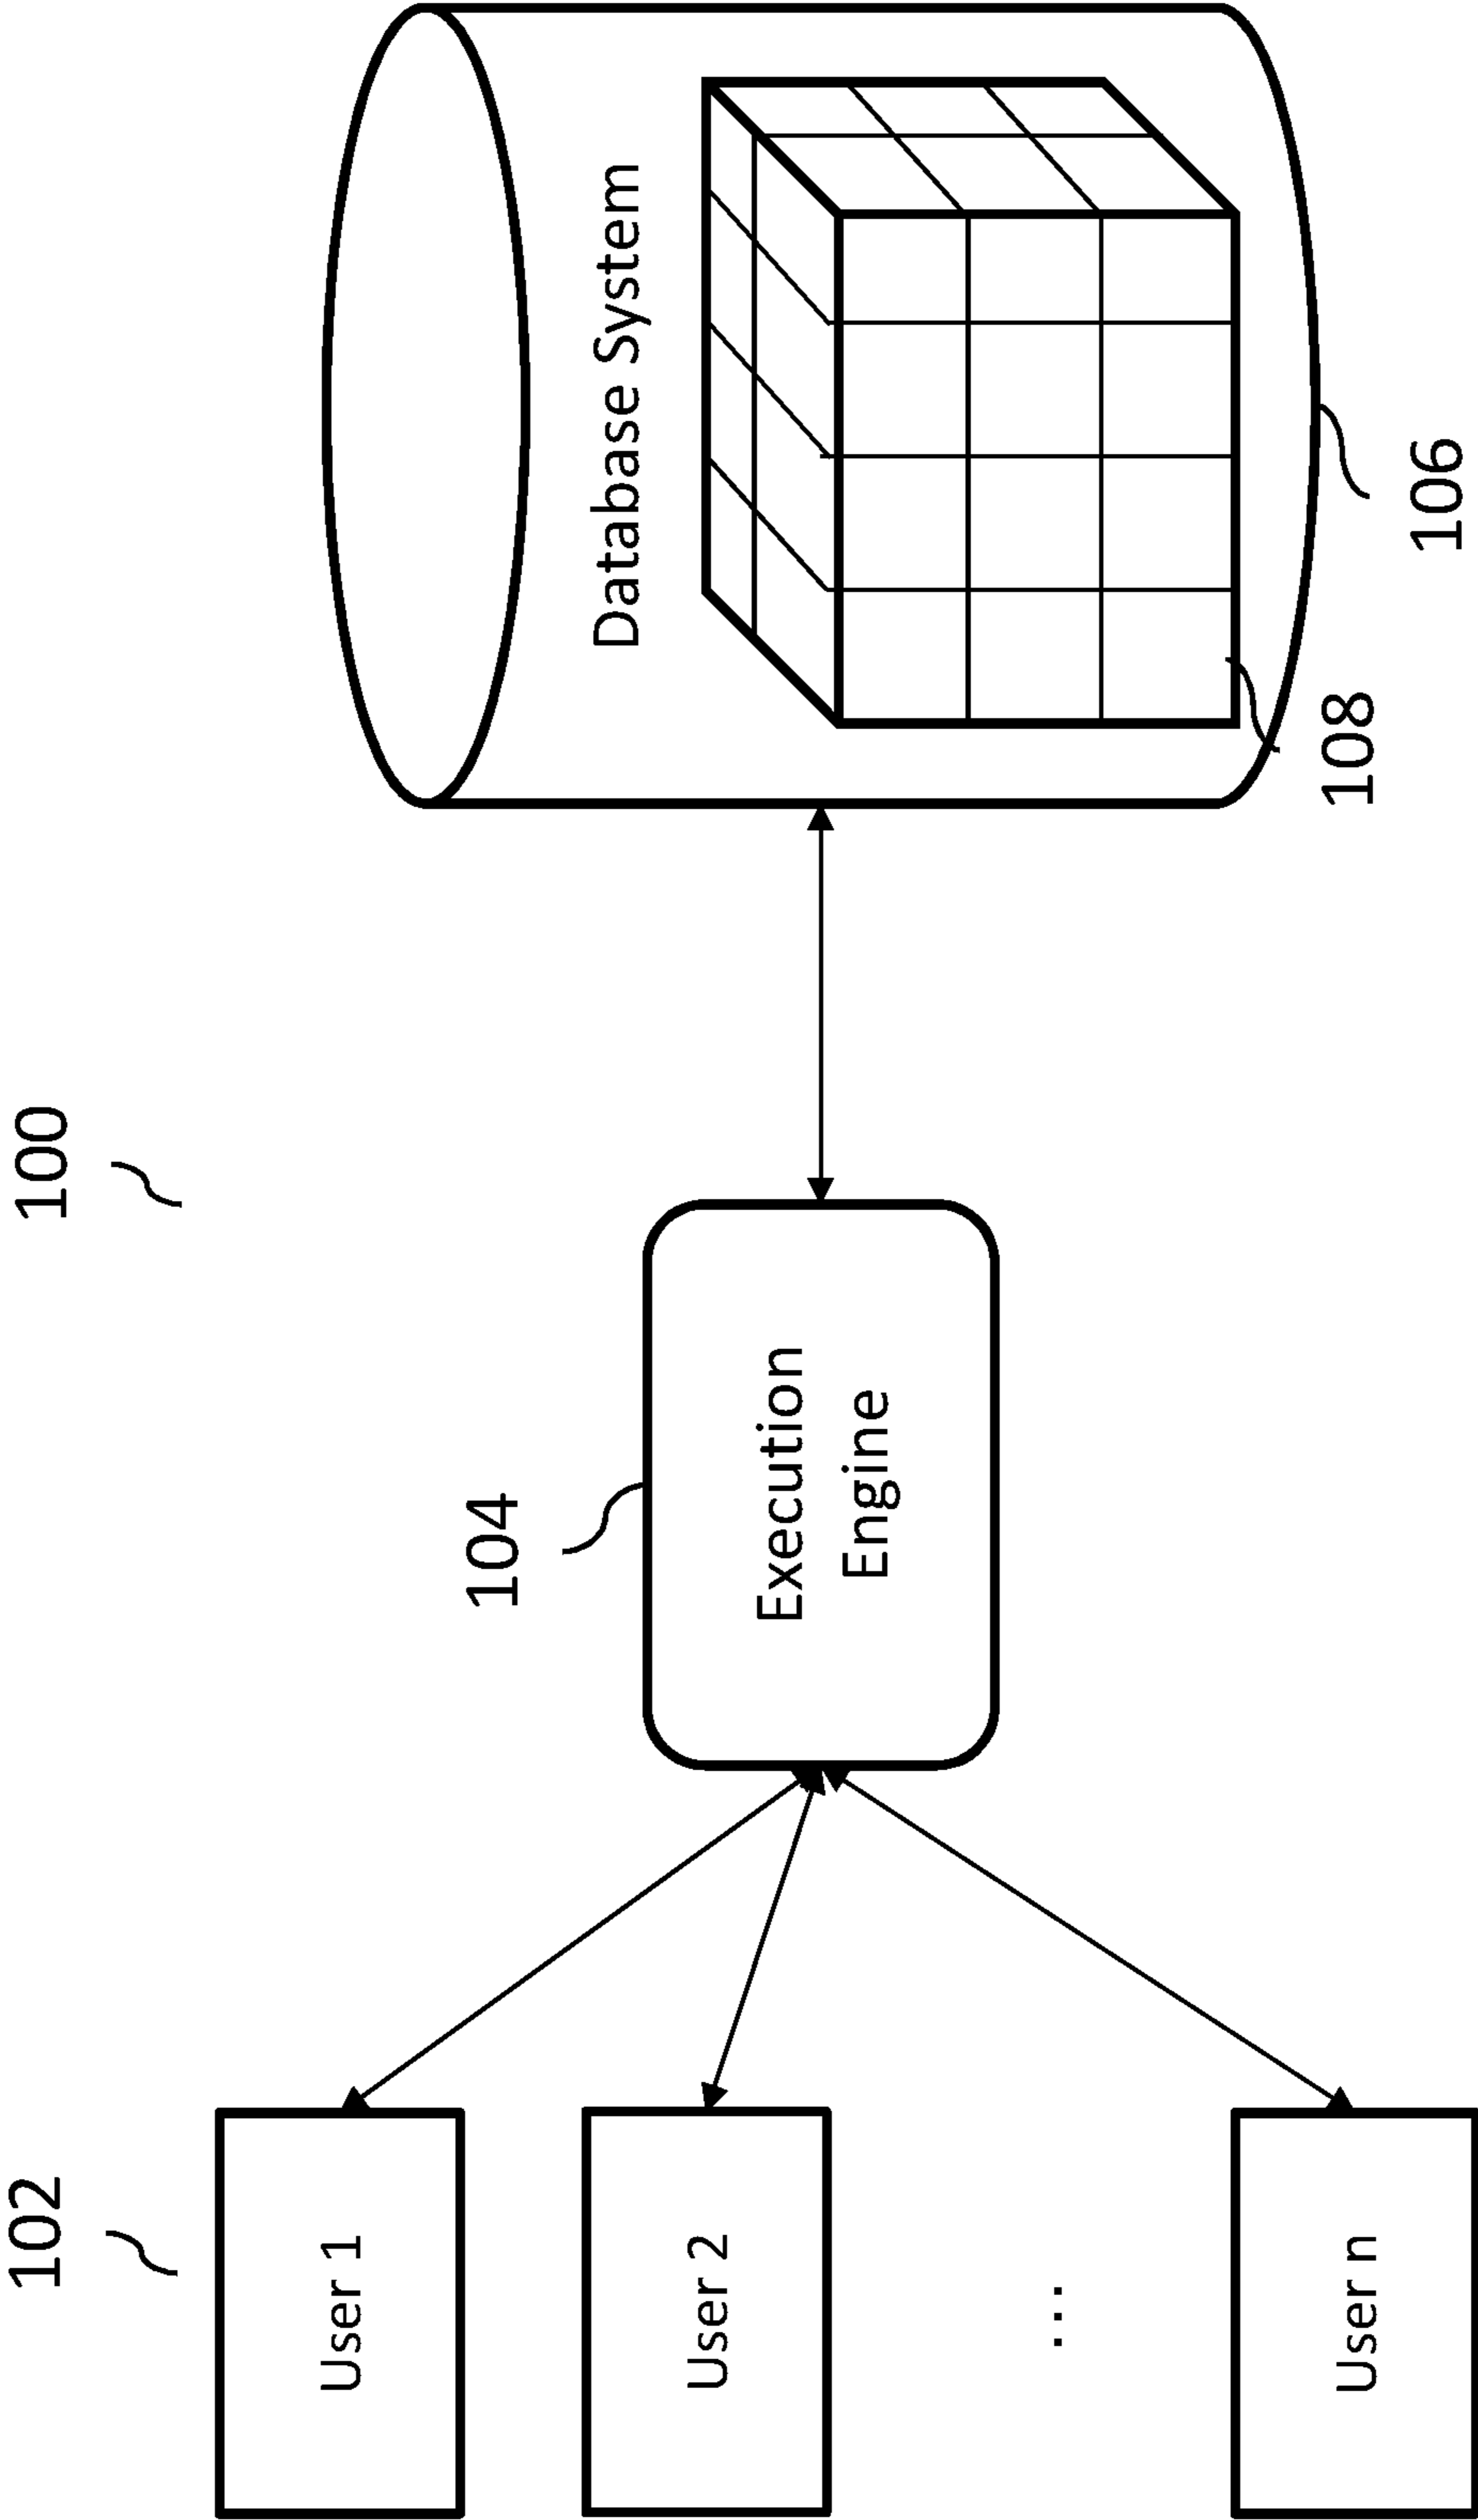 100
102
User 1
User 2
...
User n
104
Execution
Engine
Database System
108
106